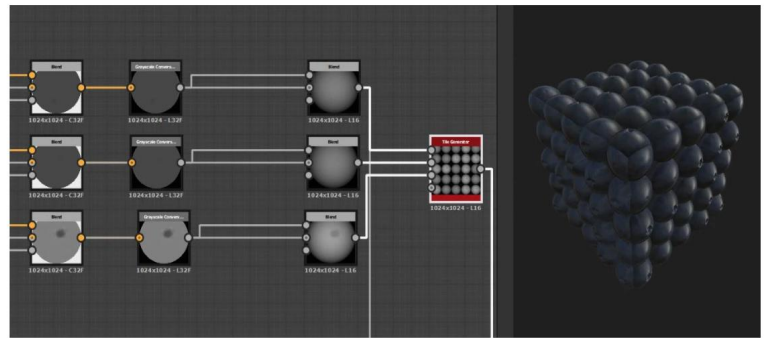 Blend
Grayscale Convers...
Blend
1024x1024 - C32F
1024x1024 - L32F
1024x1024 - L16
Blend
Grayscale Convers...
Blend
Tile Generator
1024x1024 - C32F
1024x1024 - L32F
1024x1024 - L16
1024x1024 - L16
Blend
Grayscale Convers...
Blend
1024x1024 - C32F
1024x1024 - L32F
1024x1024 - L16